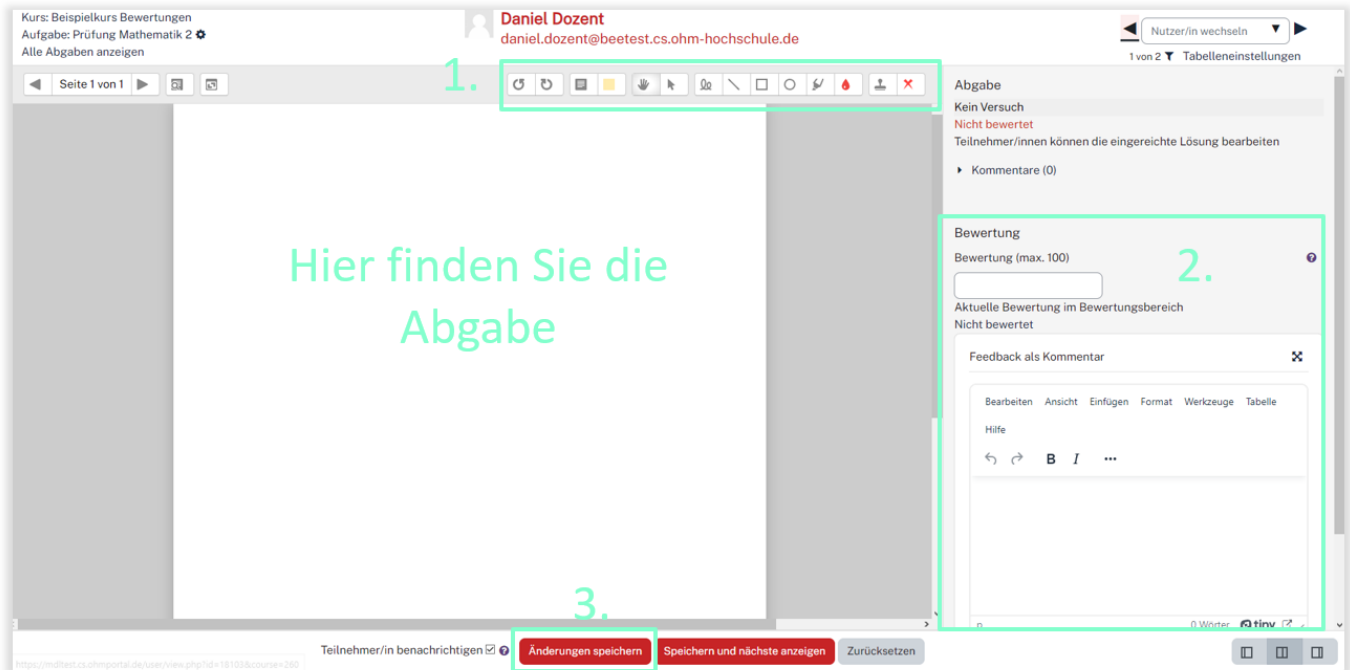 Kurs: Beispielkurs Bewertungen
Aufgabe: Prüfung Mathematik 2
Alle Abgaben anzeigen
Daniel Dozent
daniel.dozent@beetest.cs.ohm-hochschule.de
Nutzer/in wechseln
1 von 2 Tabelleneinstellungen
Seite 1 von 1
1.
Hier finden Sie die
Abgabe
Abgabe
Kein Versuch
Nicht bewertet
Teilnehmer/innen können die eingereichte Lösung bearbeiten
Kommentare (0)
Bewertung
Bewertung (max. 100)
2.
Aktuelle Bewertung im Bewertungsbereich
Nicht bewertet
Feedback als Kommentar
Bearbeiten Ansicht Einfügen Format Werkzeuge Tabelle
Hilfe
B I
0 Wörter tiny
3.
Teilnehmer/in benachrichtigen
Änderungen speichern
Speichern und nächste anzeigen
Zurücksetzen